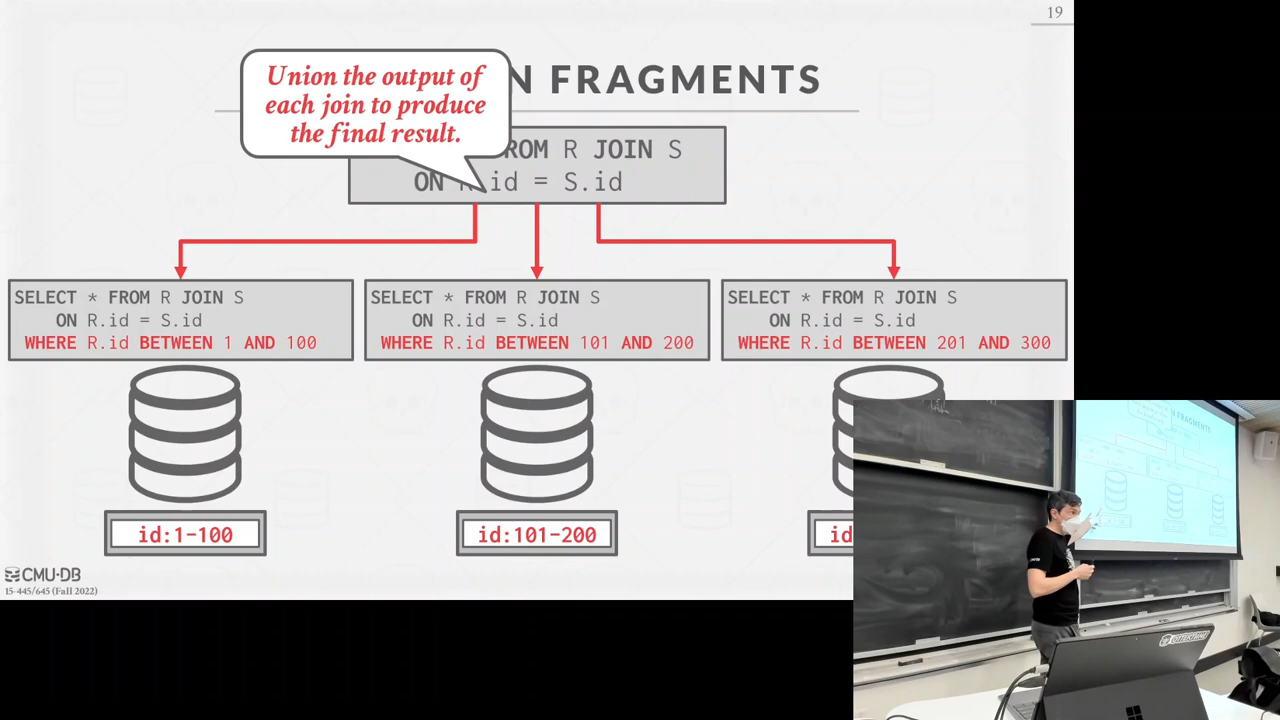 19
Union the output of
each join to produce
the final result.
N FRAGMENTS
ROM R JOIN S
ON R.id = S.id
SELECT * FROM R JOIN S
ON R.id = S.id
WHERE R.id BETWEEN 1 AND 100
SELECT * FROM R JOIN S
ON R.id = S.id
WHERE R.id BETWEEN 101 AND 200
SELECT * FROM R JOIN S
ON R.id = S.id
WHERE R.id BETWEEN 201 AND 300
id:1-100
id:101-200
id
CMU·DB
15-445/645 (Fall 2022)
N FRAGMENTS